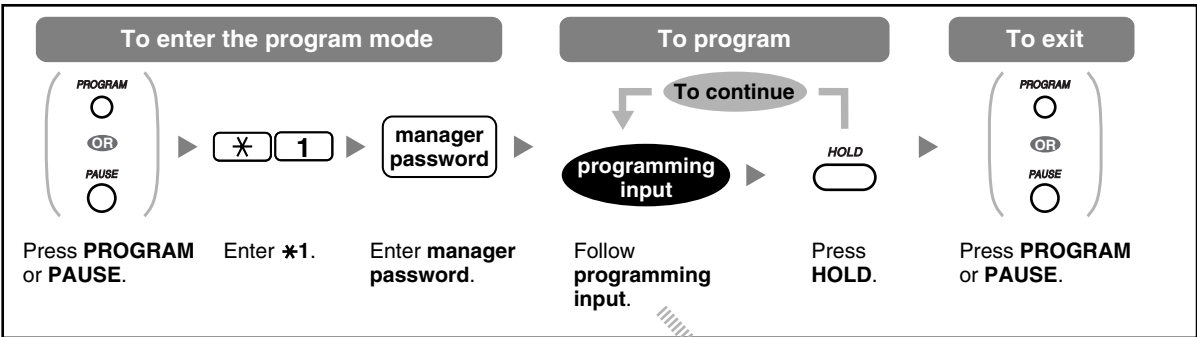 To enter the program mode
To program
To exit
PROGRAM
OR
PAUSE
* 1
manager
password
To continue
programming
input
HOLD
PROGRAM
OR
PAUSE
Press PROGRAM
or PAUSE.
Enter *1.
Enter manager
password.
Follow
programming
input.
Press
HOLD.
Press PROGRAM
or PAUSE.